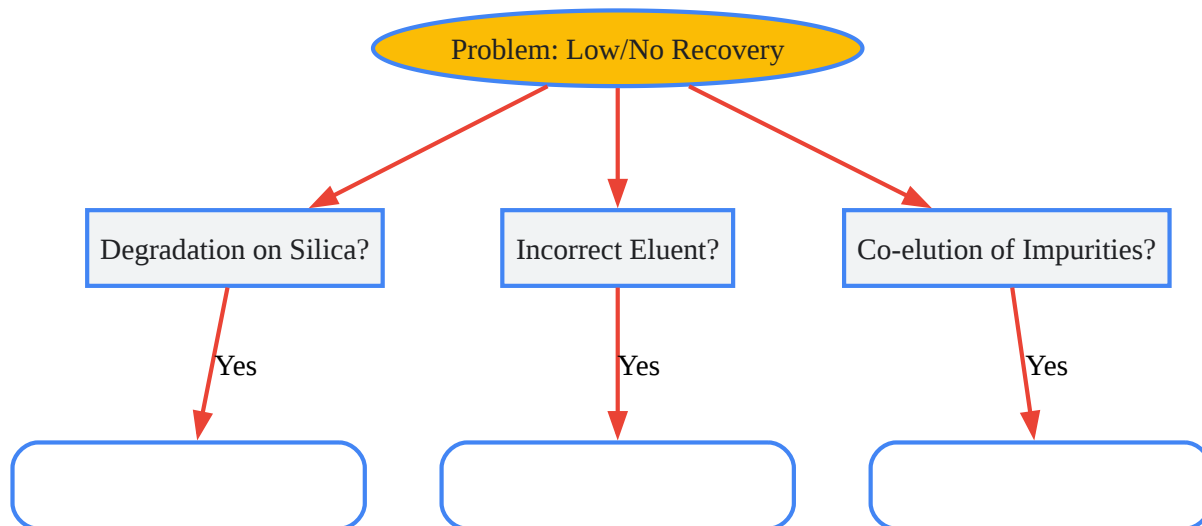 Problem: Low/No Recovery
Degradation on Silica?
Incorrect Eluent?
Co-elution of Impurities?
Yes
Yes
Yes